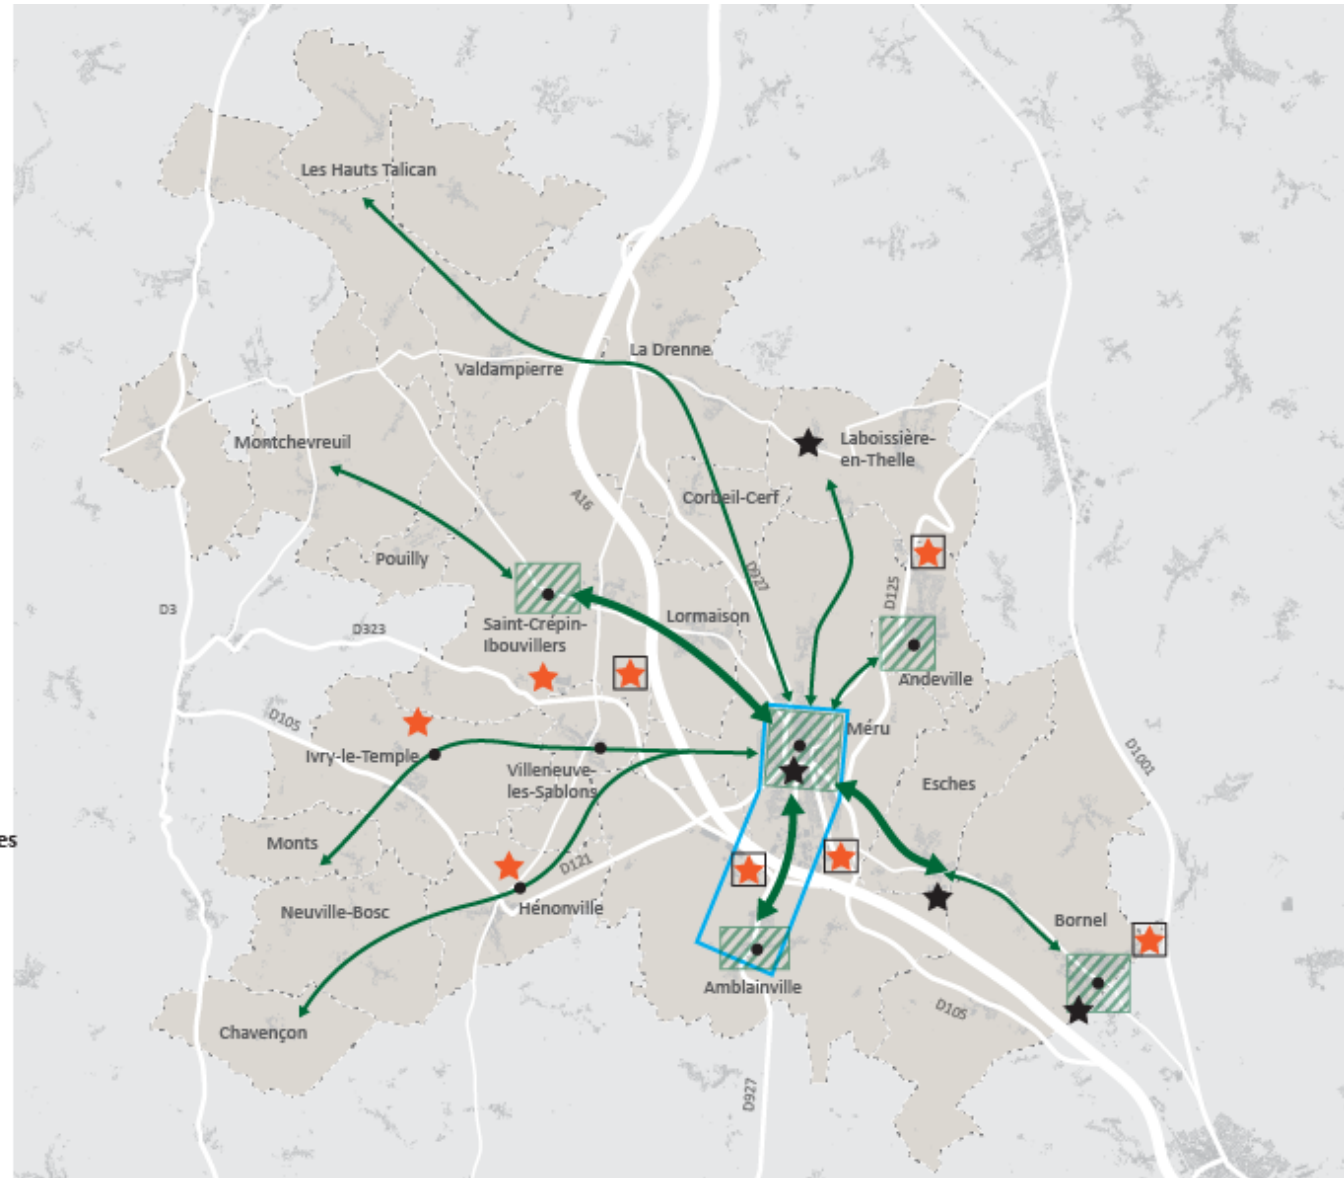 Les Hauts Talican
La Drenne
Valdampierre
Montchevreuil
Laboissière-
en-Thelle
Corbeil-Cerf
A16
Pouilly
D927
D125
D3
Lormaison
Saint-Crépin-
Ibouvillers
D323
Andeville
D105
Méru
Ivry-le-Temple
Villeneuve-
les-Sablons
D1001
Esches
es
Monts
D121
Neuville-Bosc
Hénonville
Bornel
Amblainville
D105
Chavençon
D927